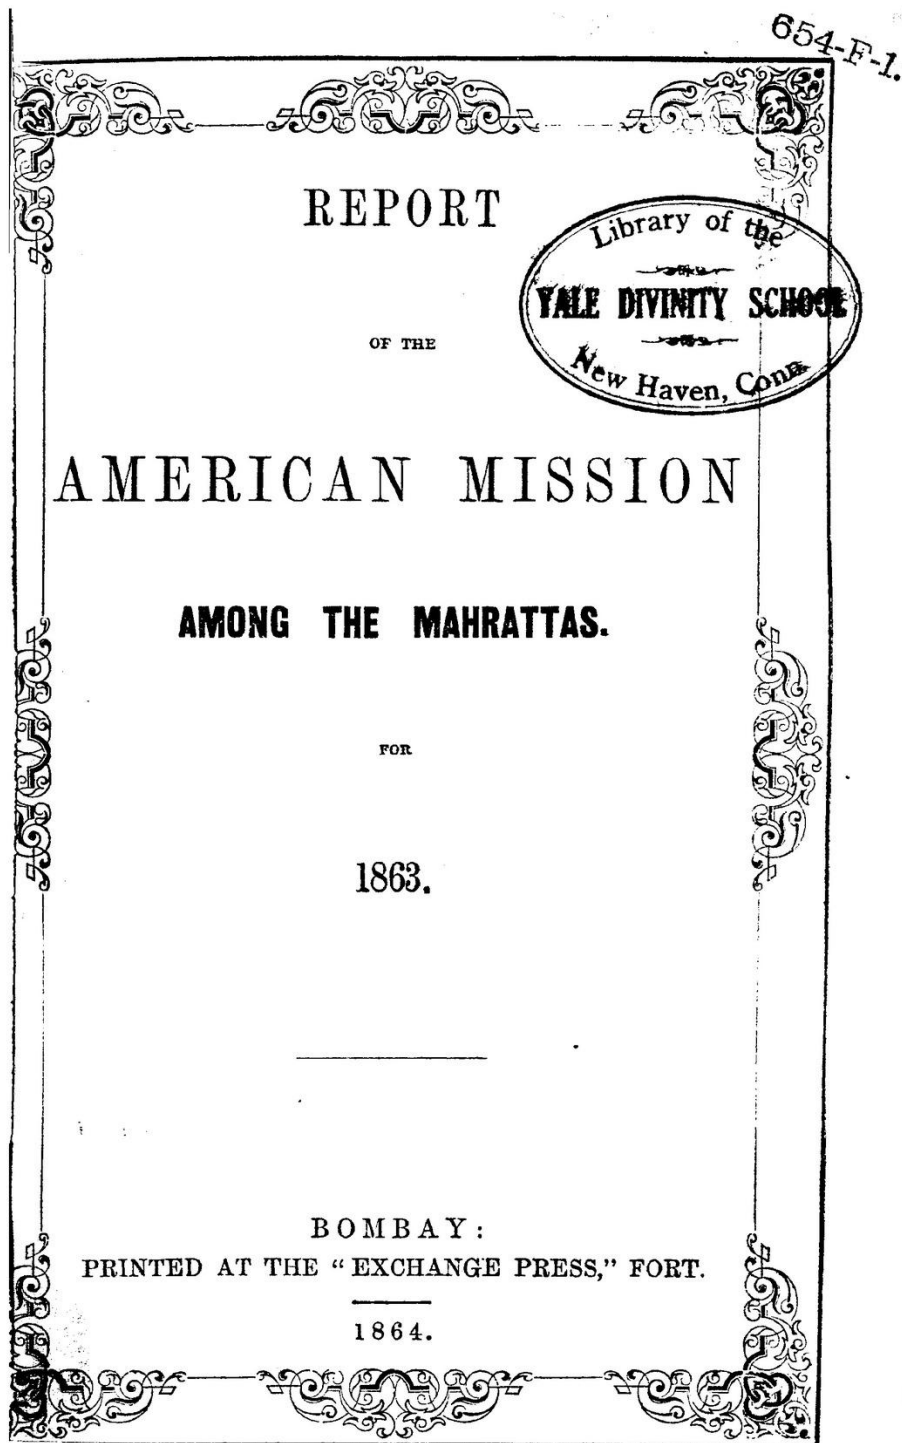 654-F-1.
REPORT
Library of the
YALE DIVINITY SCHOOL
New Haven, Conn.
OF THE
AMERICAN MISSION
AMONG THE MAHRATTAS.
FOR
1863.
BOMBAY:
PRINTED AT THE “EXCHANGE PRESS,” FORT.
1864.